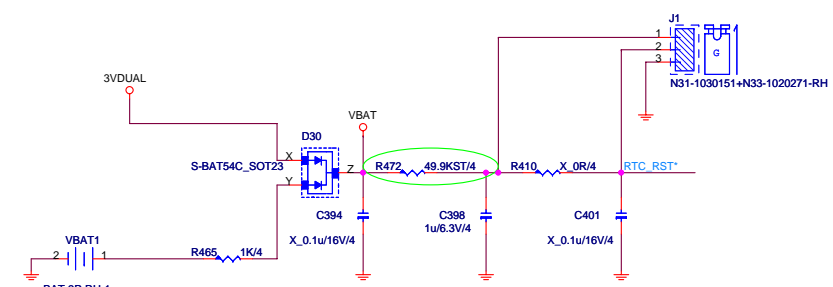 J1
1
2
3
G
N31-1030151+N33-1020271-RH
3VDUAL
VBAT
D30
X
S-BAT54C_SOT23
Z
R472
49.9KST/4
R410
X_0R/4
RTC_RST*
Y
C394
C398
C401
1u/6.3V/4
X_0.1u/16V/4
X_0.1u/16V/4
VBAT1
2
1
R465
1K/4